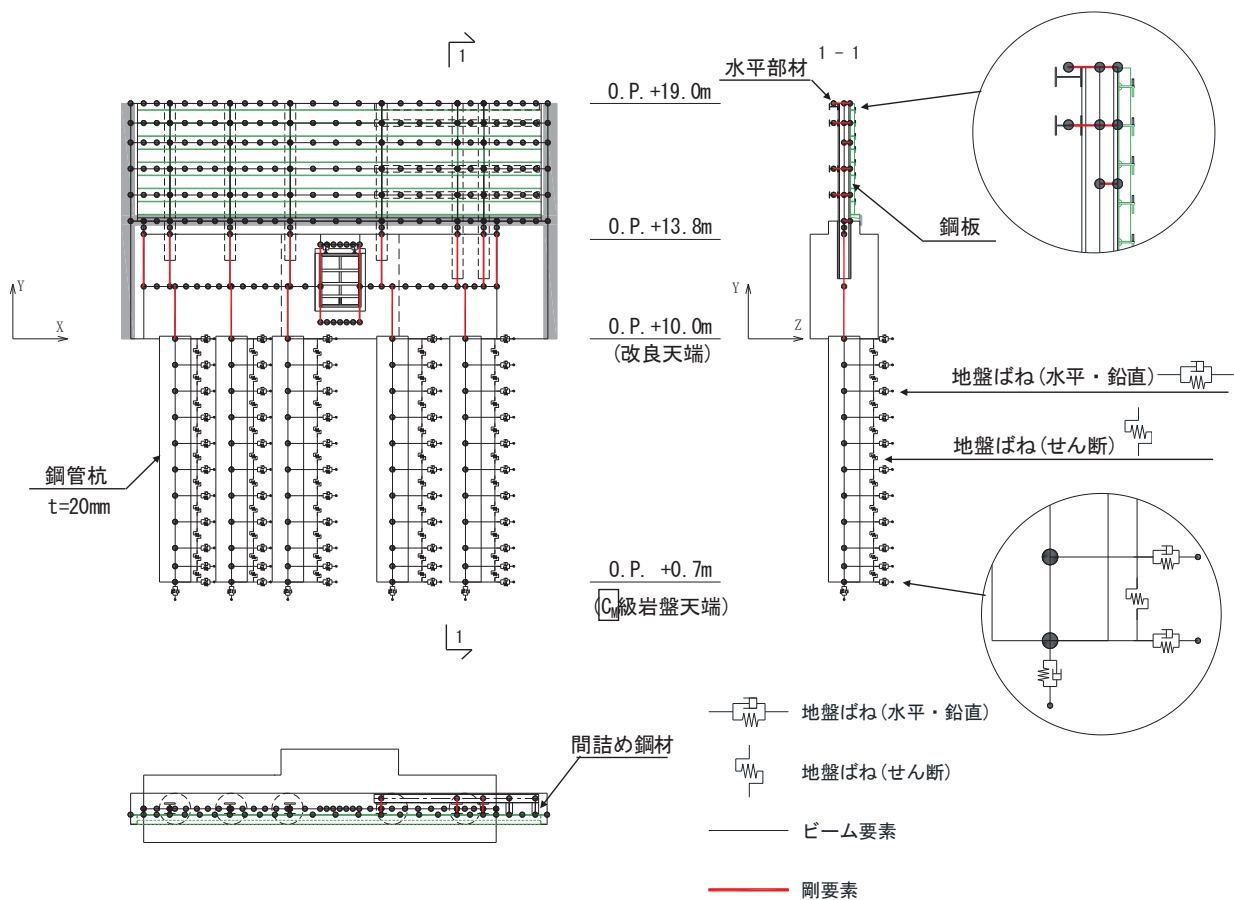 1
1 - 1
水平部材
O.P.+19.0m
O.P.+13.8m
鋼板
Y
X
Y
Z
O.P.+10.0m
(改良天端)
地盤ばね(水平・鉛直)
地盤ばね(せん断)
鋼管杭
t=20mm
O.P. +0.7m
(CM級岩盤天端)
1
間詰め鋼材
地盤ばね(水平・鉛直)
地盤ばね(せん断)
ビーム要素
剛要素